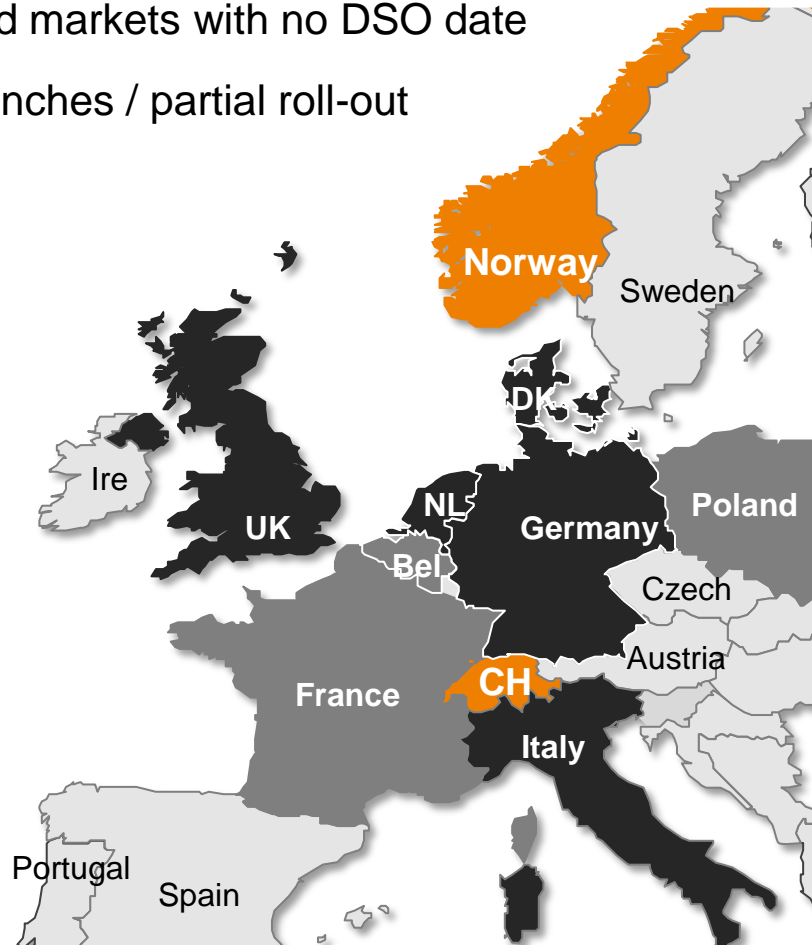 d markets with no DSO date
nches / partial roll-out
Norway
Sweden
DK
Ire
NL
Poland
UK
Germany
Bel
Czech
Austria
CH
France
Italy
Portugal
Spain